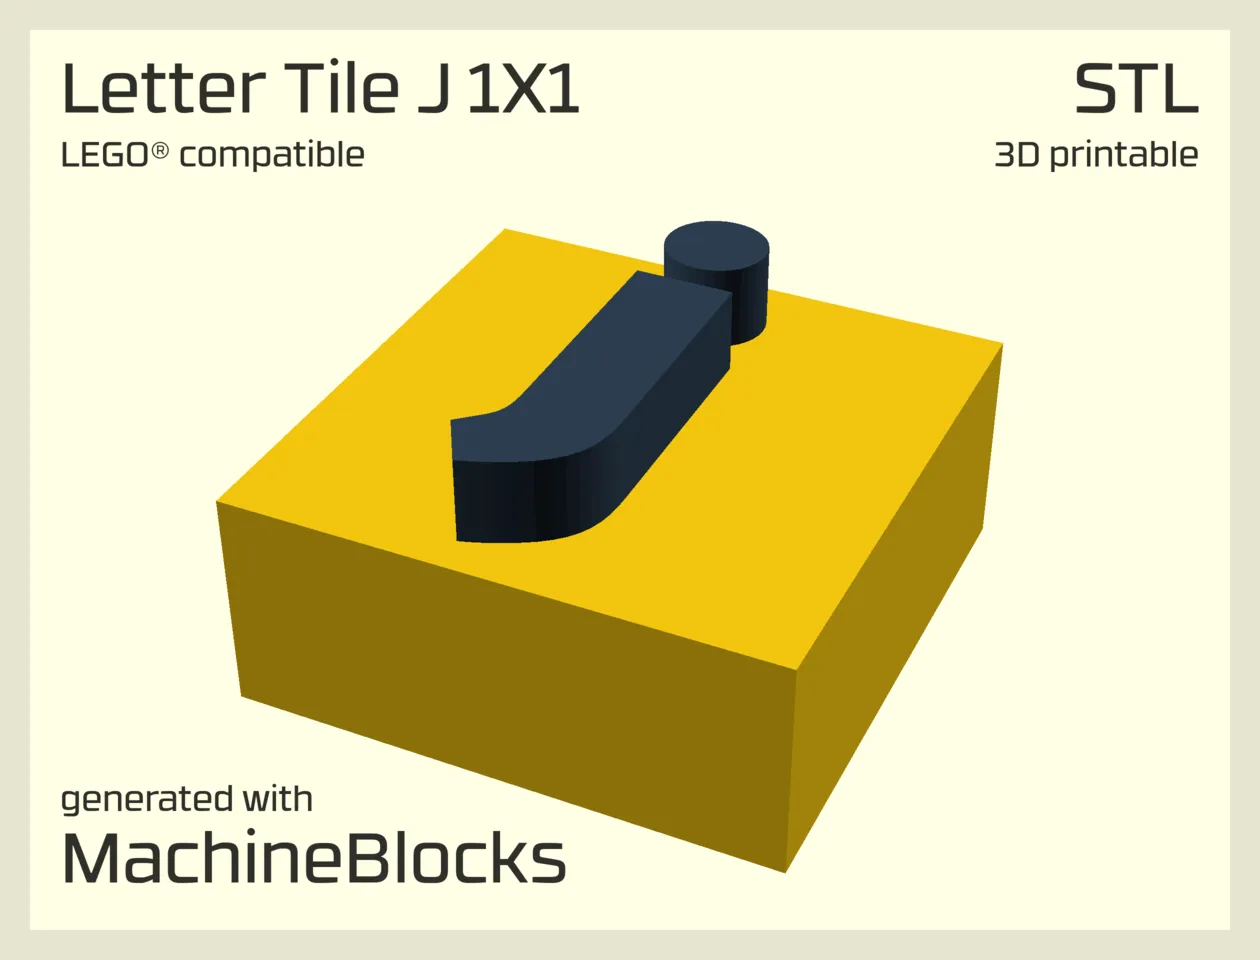 Letter Tile J 1X1
LEGO® compatible
STL
3D printable
j
generated with
MachineBlocks